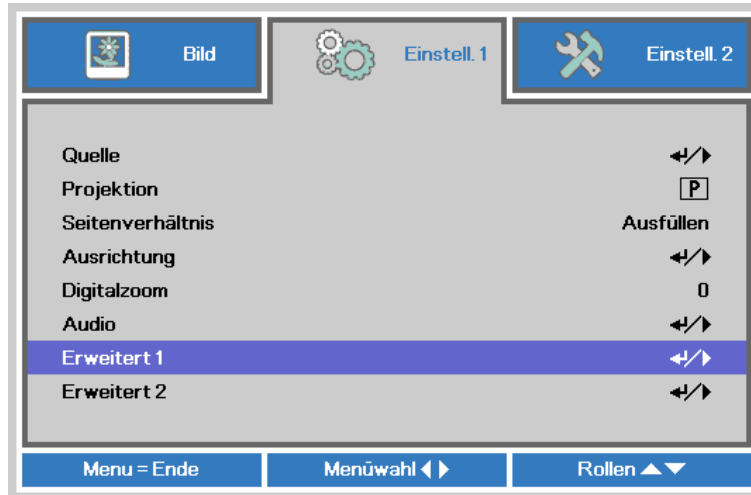 Bild
Einstell. 1
Einstell. 2
Quelle ↵/▶
Projektion P
Seitenverhältnis Ausfüllen
Ausrichtung ↵/▶
Digitalzoom 0
Audio ↵/▶
Erweitert 1 ↵/▶
Erweitert 2 ↵/▶
Menu = Ende
Menūwahl ◀ ▶
Rollen ▲▼